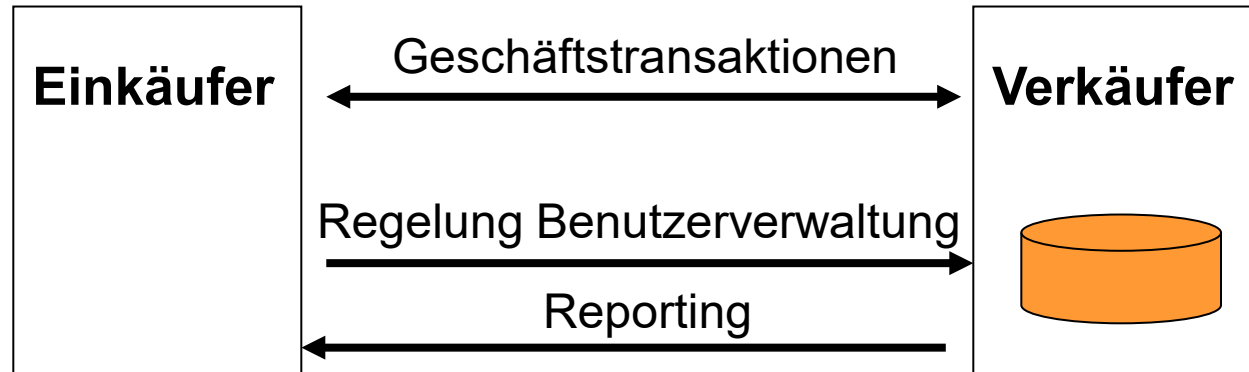 Einkäufer
Geschäftstransaktionen
Verkäufer
Regelung Benutzerverwaltung
Reporting